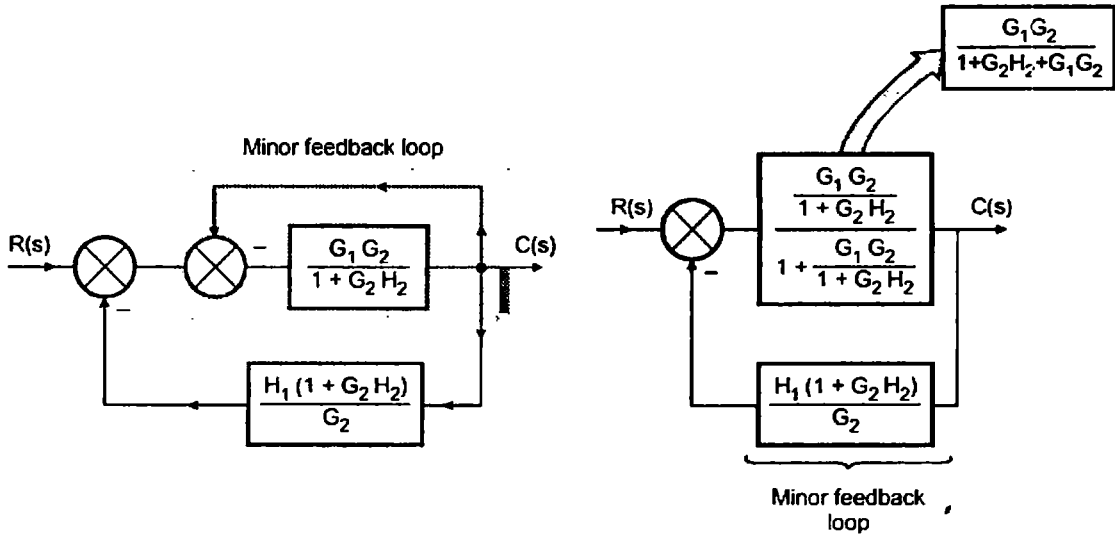 Minor feedback loop
R(s)
−
G₁ G₂
1 + G₂ H₂
C(s)
−
H₁ (1 + G₂ H₂)
G₂
G₁G₂
1+G₂H₂+G₁G₂
R(s)
−
G₁ G₂
1 + G₂ H₂
1 + G₁ G₂
1 + G₂ H₂
C(s)
H₁ (1 + G₂ H₂)
G₂
Minor feedback
loop